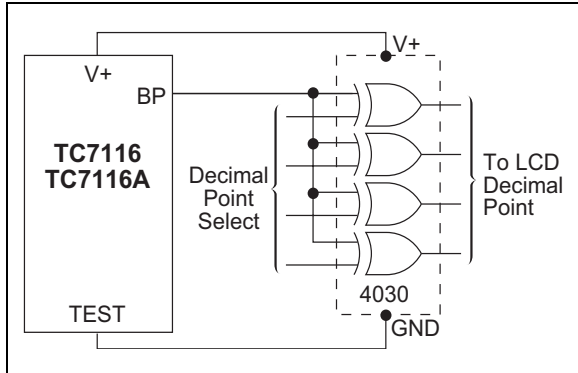 V+
V+
BP
TC7116
TC7116A
Decimal
Point
Select
To LCD
Decimal
Point
4030
TEST
GND